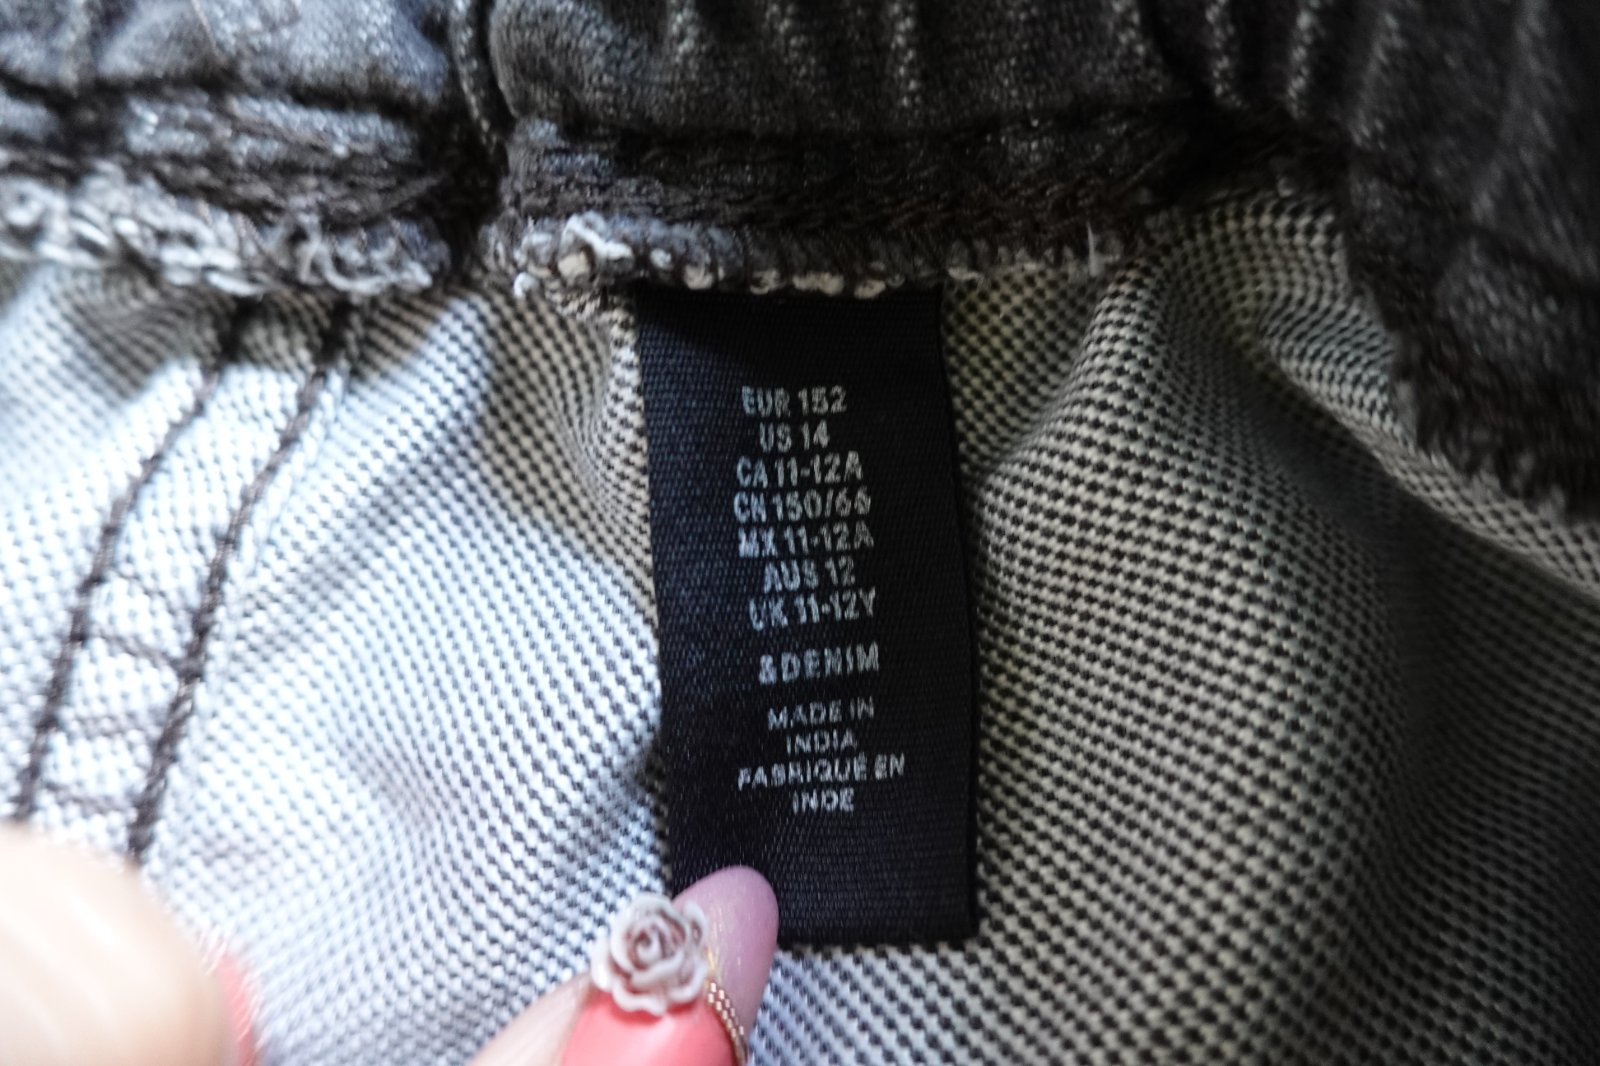 EUR 152
US 14
CA 11-12A
CN 150/66
MX 11-12A
AUS 12
UK 11-12Y
&DENIM
MADE IN
INDIA
FABRIQUÉ EN
INDE